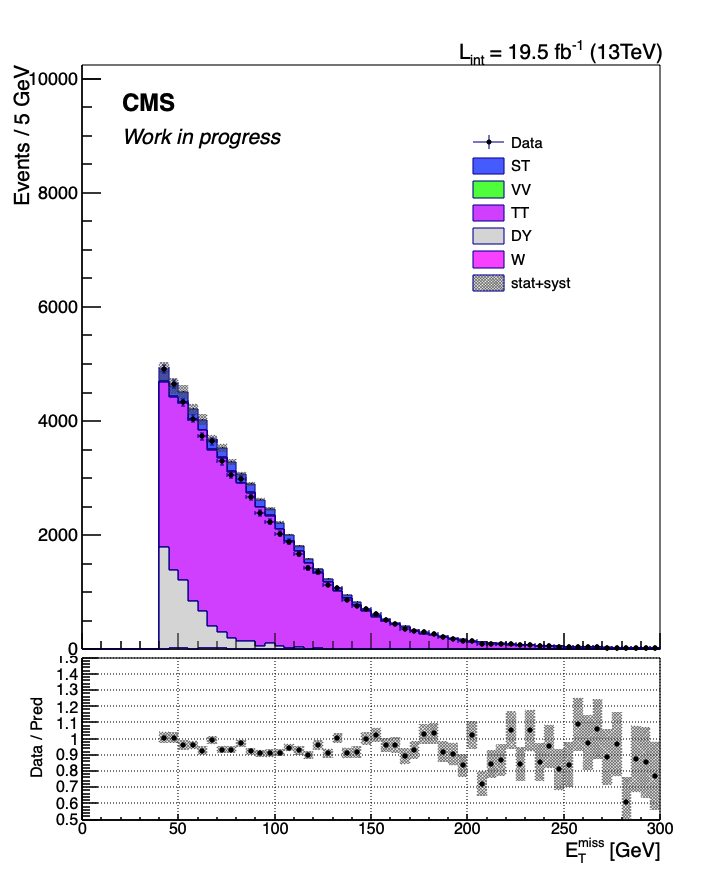 L_int = 19.5 fb⁻¹ (13TeV)
Events / 5 GeV
10000
CMS
Work in progress
Data
8000
ST
VV
TT
DY
W
stat+syst
6000
4000
2000
0
Data / Pred
1.5
1.4
1.3
1.2
1.1
1
0.9
0.8
0.7
0.6
0.5
0 50 100 150 200 250 300
E_T^miss [GeV]